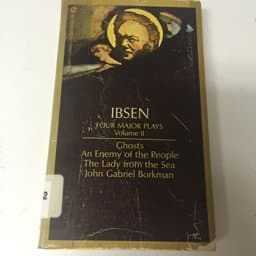 IBSEN
FOUR MAJOR PLAYS
Volume II
Ghosts
An Enemy of the People
The Lady from the Sea
John Gabriel Borkman
2